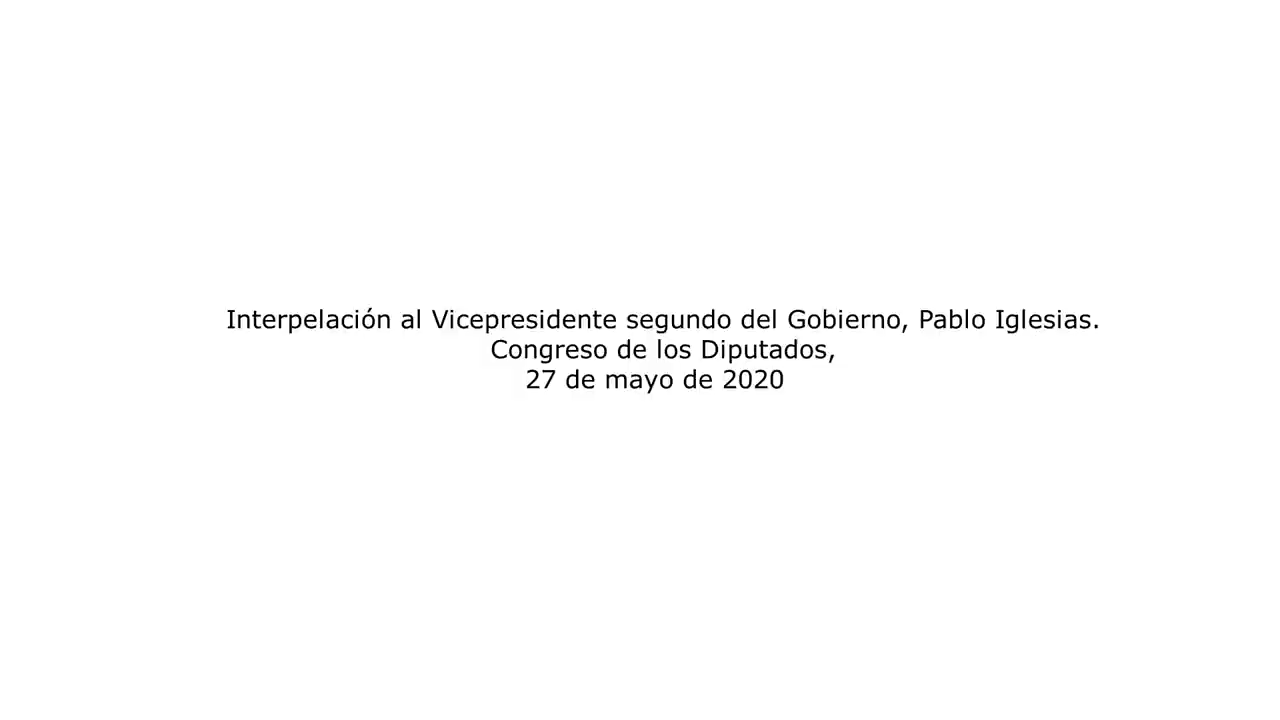 Interpelación al Vicepresidente segundo del Gobierno, Pablo Iglesias.
Congreso de los Diputados,
27 de mayo de 2020